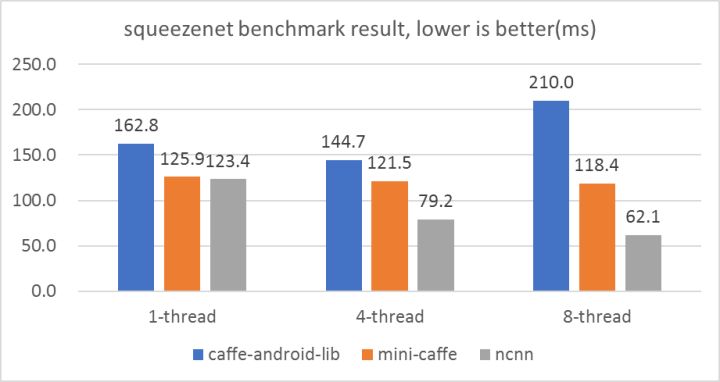 squeezenet benchmark result, lower is better(ms)
250.0
200.0
150.0
100.0
50.0
0.0
162.8
125.9
123.4
144.7
121.5
79.2
210.0
118.4
62.1
1-thread
4-thread
8-thread
caffe-android-lib
mini-caffe
ncnn